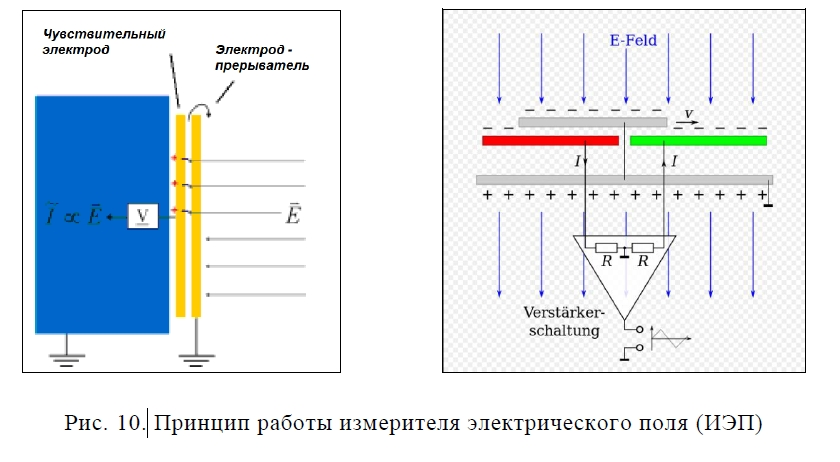 Чувствительный
электрод
Электрод -
прерыватель
I ∝ E
V
E
E-Feld
v
I
I
R
R
Verstärker-
schaltung
Рис. 10. Принцип работы измерителя электрического поля (ИЭП)